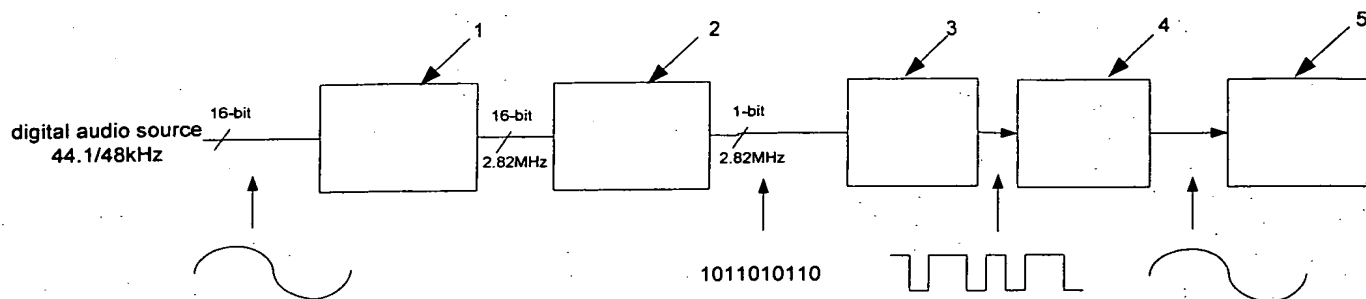 1
2
3
4
5
digital audio source
44.1/48kHz
16-bit
16-bit
2.82MHz
1-bit
2.82MHz
1011010110